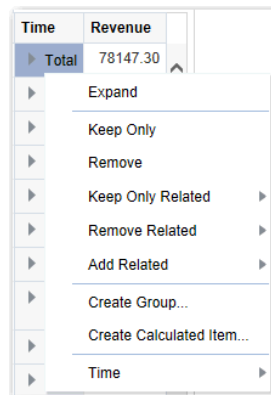 Time Revenue
Total 78147.30
Expand
Keep Only
Remove
Keep Only Related
Remove Related
Add Related
Create Group...
Create Calculated Item...
Time